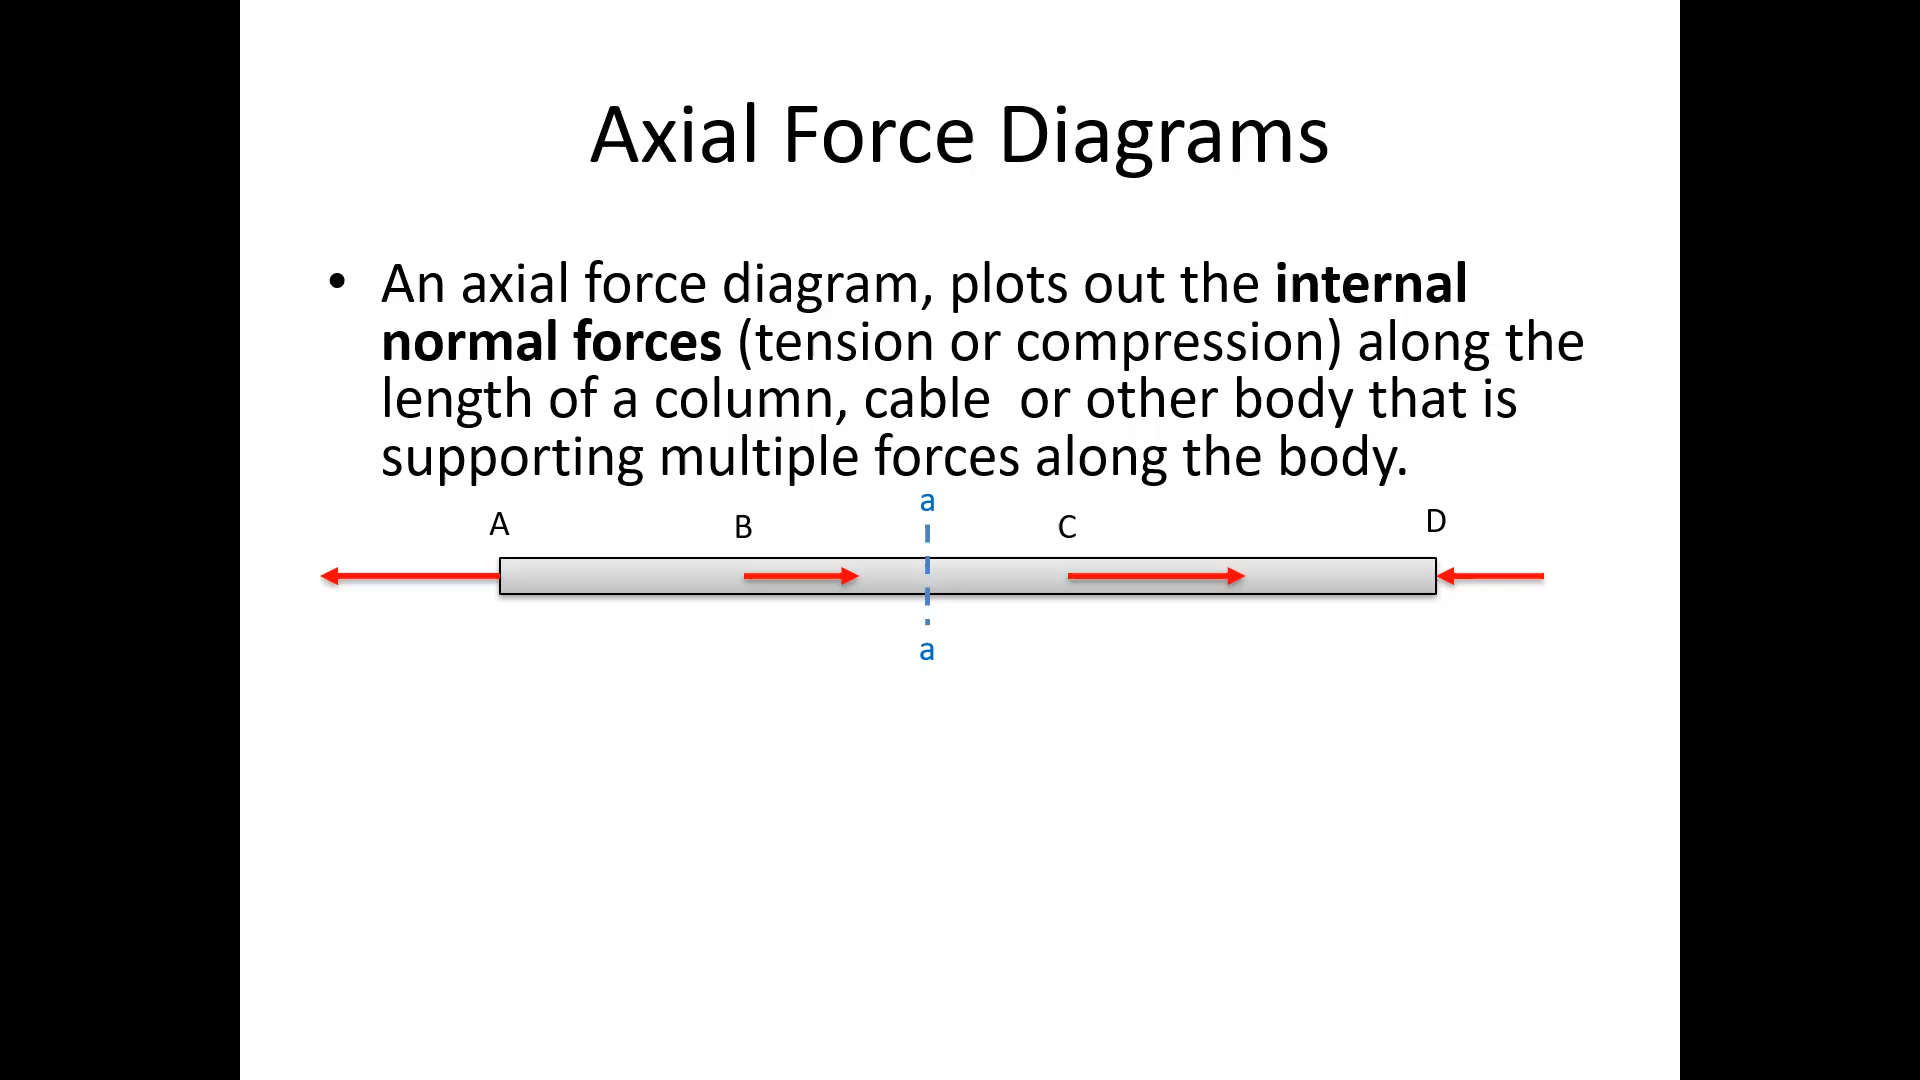 Axial Force Diagrams
• An axial force diagram, plots out the internal
normal forces (tension or compression) along the
length of a column, cable  or other body that is
supporting multiple forces along the body.
a
A B C D
a